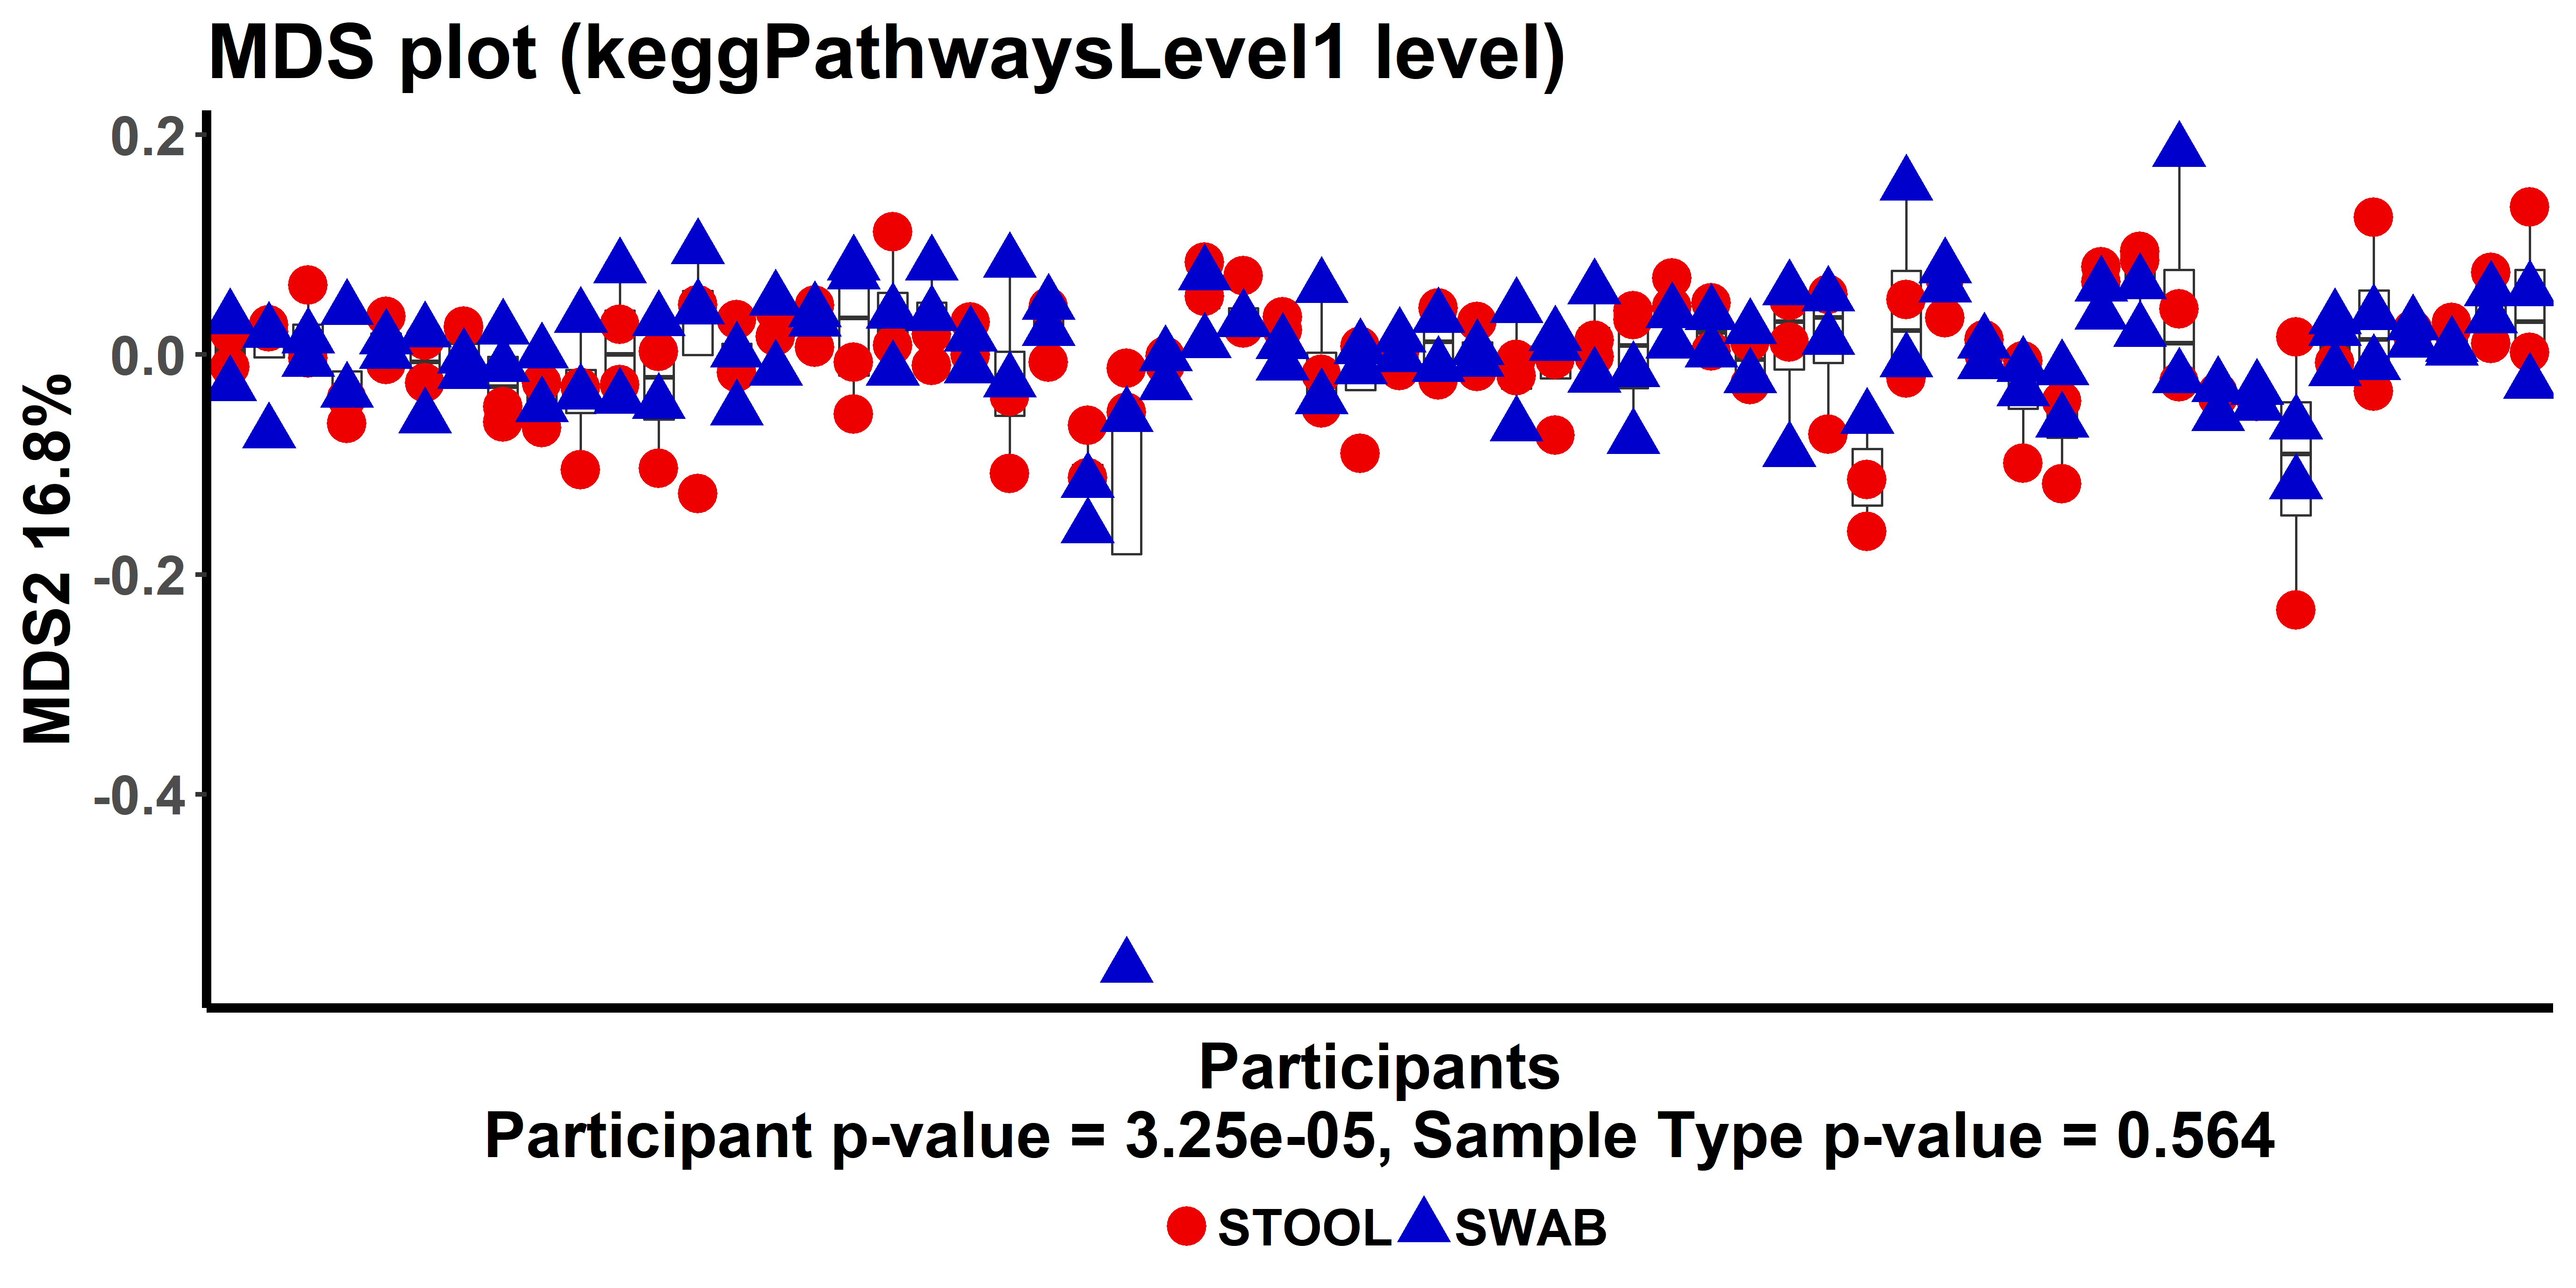 MDS plot (keggPathwaysLevel1 level)
MDS2 16.8%
0.2
0.0
-0.2
-0.4
Participants
Participant p-value = 3.25e-05, Sample Type p-value = 0.564
STOOL SWAB